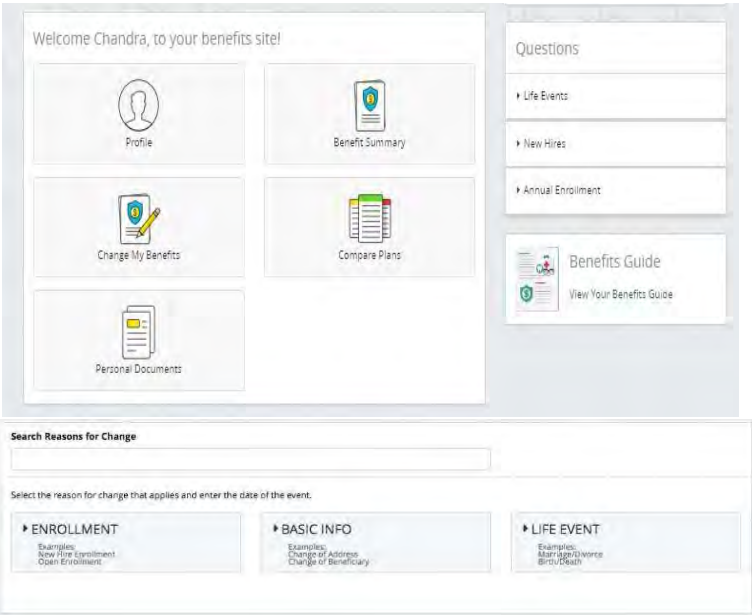 Welcome Chandra, to your benefits site!
Profile
Benefit Summary
Change My Benefits
Compare Plans
Personal Documents
Questions
Life Events
New Hires
Annual Enrollment
Benefits Guide
View Your Benefits Guide
Search Reasons for Change
Select the reason for change that applies and enter the date of the event.
ENROLLMENT
Examples:
New Hire Enrollment
Open Enrollment
BASIC INFO
Examples:
Change of Address
Change of Beneficiary
LIFE EVENT
Examples:
Marriage/Divorce
Birth/Death